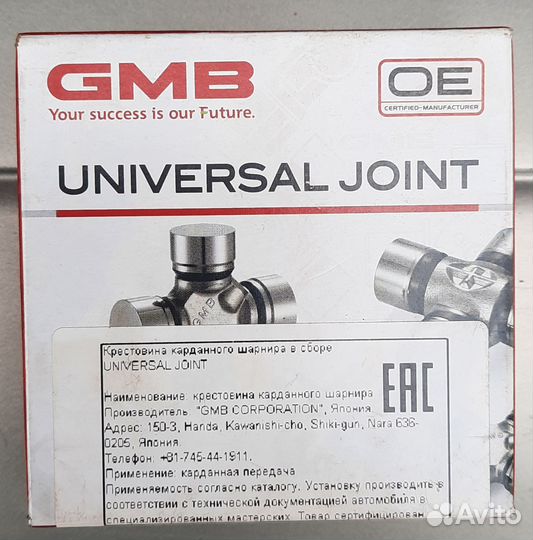 GMB
Your success is our Future.
OE
CERTIFIED-MANUFACTURER
UNIVERSAL JOINT
GMB
Крестовина карданного шарнира в сборе
UNIVERSAL JOINT
EAC
Наименование: крестовина карданного шарнира
Производитель: "GMB CORPORATION", Япония
Адрес: 150-3, Handa, Kawanishi-cho, Shiki-gun, Nara 636-
0205, Япония.
Телефон: +81-745-44-1911.
Применение: карданная передача
Применяемость согласно каталогу. Установку производить в
соответствии с технической документацией автомобиля в
специализированных мастерских. Товар сертифицирован
Avito